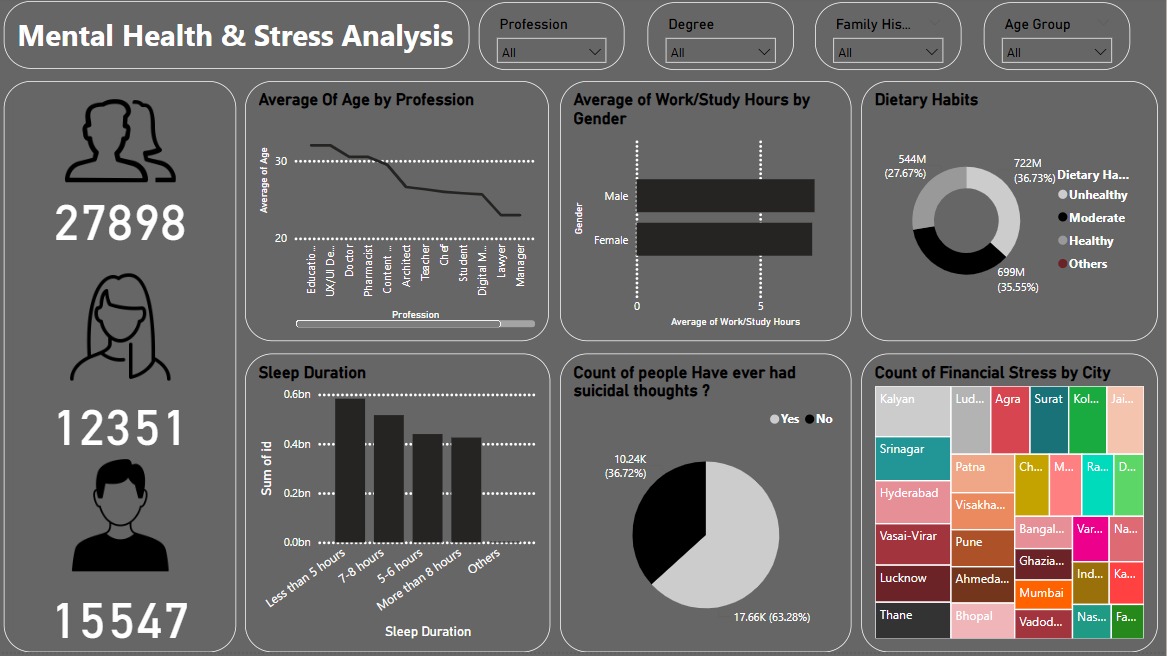 Mental Health & Stress Analysis
Profession
All
Degree
All
Family His...
All
Age Group
All
27898
12351
15547
Average Of Age by Profession
Average of Age
30
20
Educatio...
UX/UI De...
Doctor
Pharmacist
Content ...
Architect
Teacher
Chef
Student
Digital M...
Lawyer
Manager
Profession
Average of Work/Study Hours by
Gender
Gender
Male
Female
0
5
Average of Work/Study Hours
Dietary Habits
544M
(27.67%)
722M
(36.73%)
699M
(35.55%)
Dietary Ha...
Unhealthy
Moderate
Healthy
Others
Sleep Duration
Sum of id
0.6bn
0.4bn
0.2bn
0.0bn
Less than 5 hours
7-8 hours
5-6 hours
More than 8 hours
Others
Sleep Duration
Count of people Have ever had
suicidal thoughts ?
Yes
No
10.24K
(36.72%)
17.66K (63.28%)
Count of Financial Stress by City
Kalyan
Srinagar
Hyderabad
Vasai-Virar
Lucknow
Thane
Lud...
Agra
Surat
Kol...
Jai...
Patna
Visakha...
Pune
Ahmeda...
Bhopal
Ch...
M...
Ra...
D...
Bangal...
Ghazia...
Mumbai
Vadod...
Var...
Na...
Ind...
Ka...
Nas...
Fa...